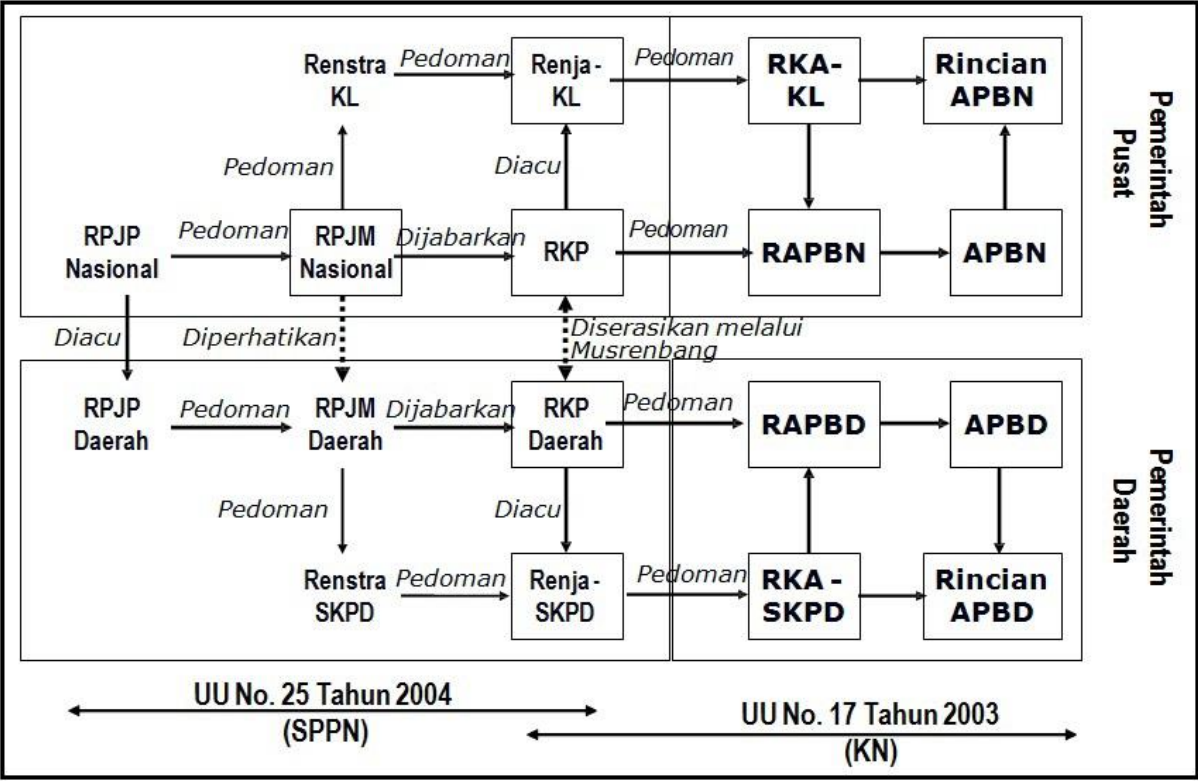 Renstra
KL
Pedoman
Renja -
KL
Pedoman
RKA-
KL
Rincian
APBN
Pemerintah
Pusat
Pedoman
Diacu
RPJP
Nasional
Pedoman
RPJM
Nasional
Dijabarkan
RKP
Pedoman
RAPBN
APBN
Diacu
Diperhatikan
Diserasikan melalui
Musrenbang
RPJP
Daerah
Pedoman
RPJM
Daerah
Dijabarkan
RKP
Daerah
Pedoman
RAPBD
APBD
Pemerintah
Daerah
Pedoman
Diacu
Renstra
SKPD
Pedoman
Renja -
SKPD
Pedoman
RKA -
SKPD
Rincian
APBD
UU No. 25 Tahun 2004
(SPPN)
UU No. 17 Tahun 2003
(KN)